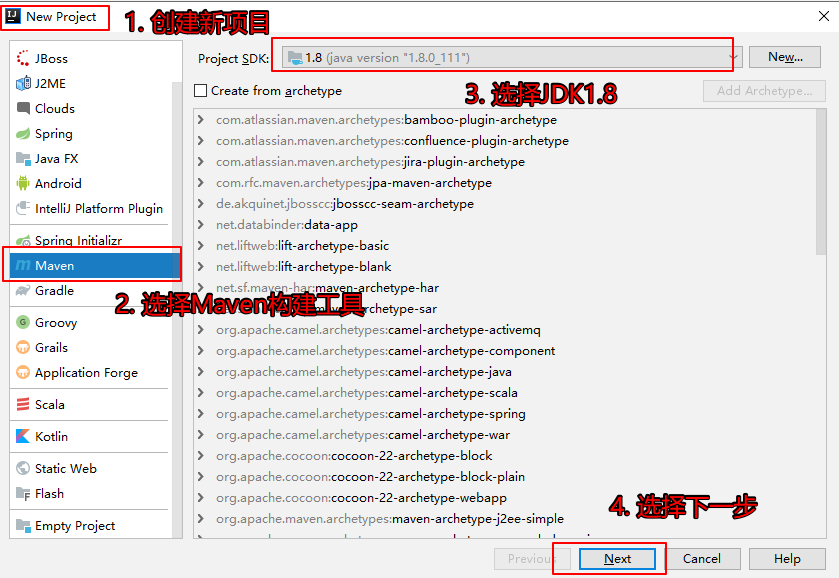 New Project
1. 创建新项目
JBoss
J2ME
Clouds
Spring
Java FX
Android
IntelliJ Platform Plugin
Spring Initializr
Maven
Gradle
Groovy
Grails
Application Forge
Scala
Kotlin
Static Web
Flash
Empty Project
2. 选择Maven构建工具
Project SDK:
1.8 (java version "1.8.0_111")
New...
3. 选择JDK1.8
Create from archetype
Add Archetype...
com.atlassian.maven.archetypes:bamboo-plugin-archetype
com.atlassian.maven.archetypes:confluence-plugin-archetype
com.atlassian.maven.archetypes:jira-plugin-archetype
com.rfc.maven.archetypes:jpa-maven-archetype
de.akquinet.jbosscc:jbosscc-seam-archetype
net.databinder:data-app
net.liftweb:lift-archetype-basic
net.liftweb:lift-archetype-blank
net.sf.maven-har:maven-archetype-har
-archetype-sar
org.apache.camel.archetypes:camel-archetype-activemq
org.apache.camel.archetypes:camel-archetype-component
org.apache.camel.archetypes:camel-archetype-java
org.apache.camel.archetypes:camel-archetype-scala
org.apache.camel.archetypes:camel-archetype-spring
org.apache.camel.archetypes:camel-archetype-war
org.apache.cocoon:cocoon-22-archetype-block
org.apache.cocoon:cocoon-22-archetype-block-plain
org.apache.cocoon:cocoon-22-archetype-webapp
org.apache.maven.archetypes:maven-archetype-j2ee-simple
4. 选择下一步
Previous
Next
Cancel
Help